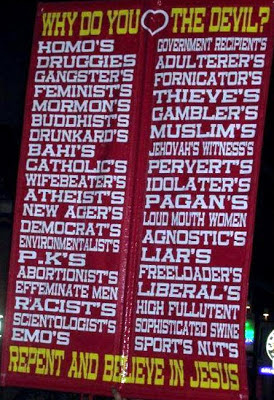 WHY DO YOU ❤ THE DEVIL?
HOMO'S
DRUGGIES
GANGSTER'S
FEMINIST'S
MORMON'S
BUDDHIST'S
DRUNKARD'S
BAHI'S
CATHOLIC'S
WIFEBEATER'S
ATHEIST'S
NEW AGER'S
DEMOCRAT'S
ENVIRONMENTALIST'S
P.K'S
ABORTIONIST'S
EFFEMINATE MEN
RACIST'S
SCIENTOLOGIST'S
EMO'S
GOVERNMENT RECIPIENT'S
ADULTERER'S
FORNICATOR'S
THIEVE'S
GAMBLER'S
MUSLIM'S
JEHOVAH'S WITNESS'S
PERVERT'S
IDOLATER'S
PAGAN'S
LOUD MOUTH WOMEN
AGNOSTIC'S
LIAR'S
FREELOADER'S
LIBERAL'S
HIGH FULLUTENT
SOPHISTICATED SWINE
SPORT'S NUT'S
REPENT AND BELIEVE IN JESUS